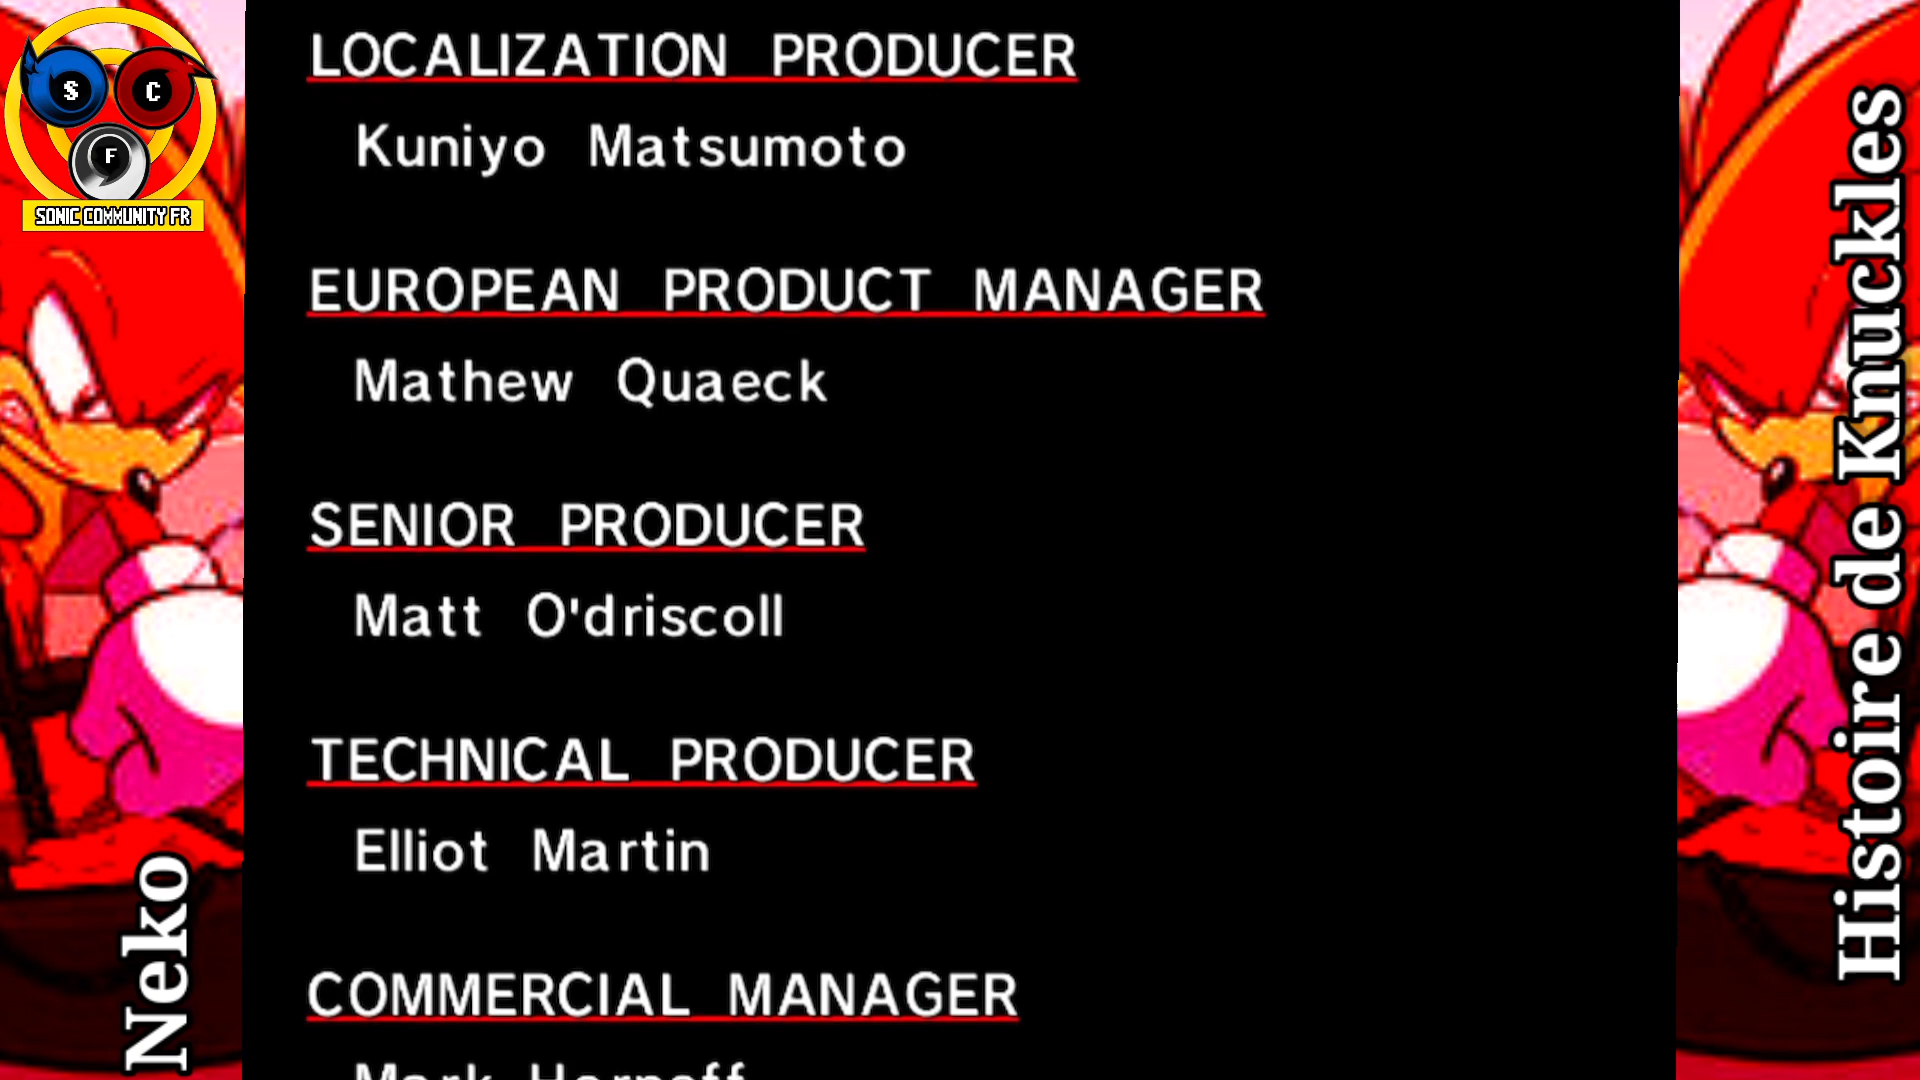 S C
F
SONIC COMMUNITY FR
LOCALIZATION PRODUCER
Kuniyo Matsumoto
EUROPEAN PRODUCT MANAGER
Mathew Quaeck
SENIOR PRODUCER
Matt O'driscoll
TECHNICAL PRODUCER
Elliot Martin
COMMERCIAL MANAGER
Mark
Neko
Histoire de Knuckles